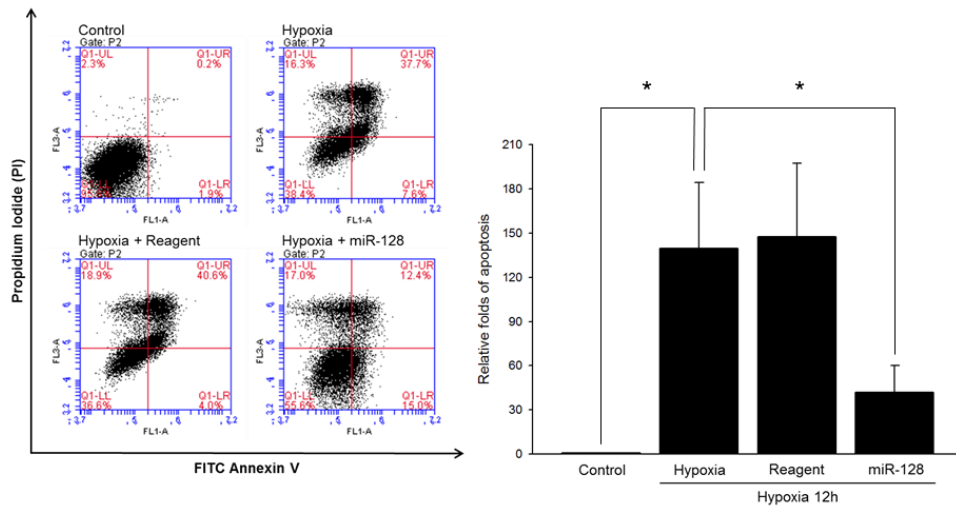 Control
Gate: P2
Q1-UL
2.3%
Q1-UR
0.2%
Q1-LR
1.9%
FL3-A
FL1-A
Hypoxia
Gate: P2
Q1-UL
16.3%
Q1-UR
37.7%
Q1-LL
38.4%
Q1-LR
7.6%
FL3-A
FL1-A
Hypoxia + Reagent
Gate: P2
Q1-UL
18.9%
Q1-UR
40.6%
Q1-LL
36.6%
Q1-LR
4.0%
FL3-A
FL1-A
Hypoxia + miR-128
Gate: P2
Q1-UL
17.0%
Q1-UR
12.4%
Q1-LL
55.6%
Q1-LR
15.0%
FL3-A
FL1-A
Propidium Iodide (PI)
FITC Annexin V
* *
Relative folds of apoptosis
210
180
150
120
90
60
30
0
Control Hypoxia Reagent miR-128
Hypoxia 12h